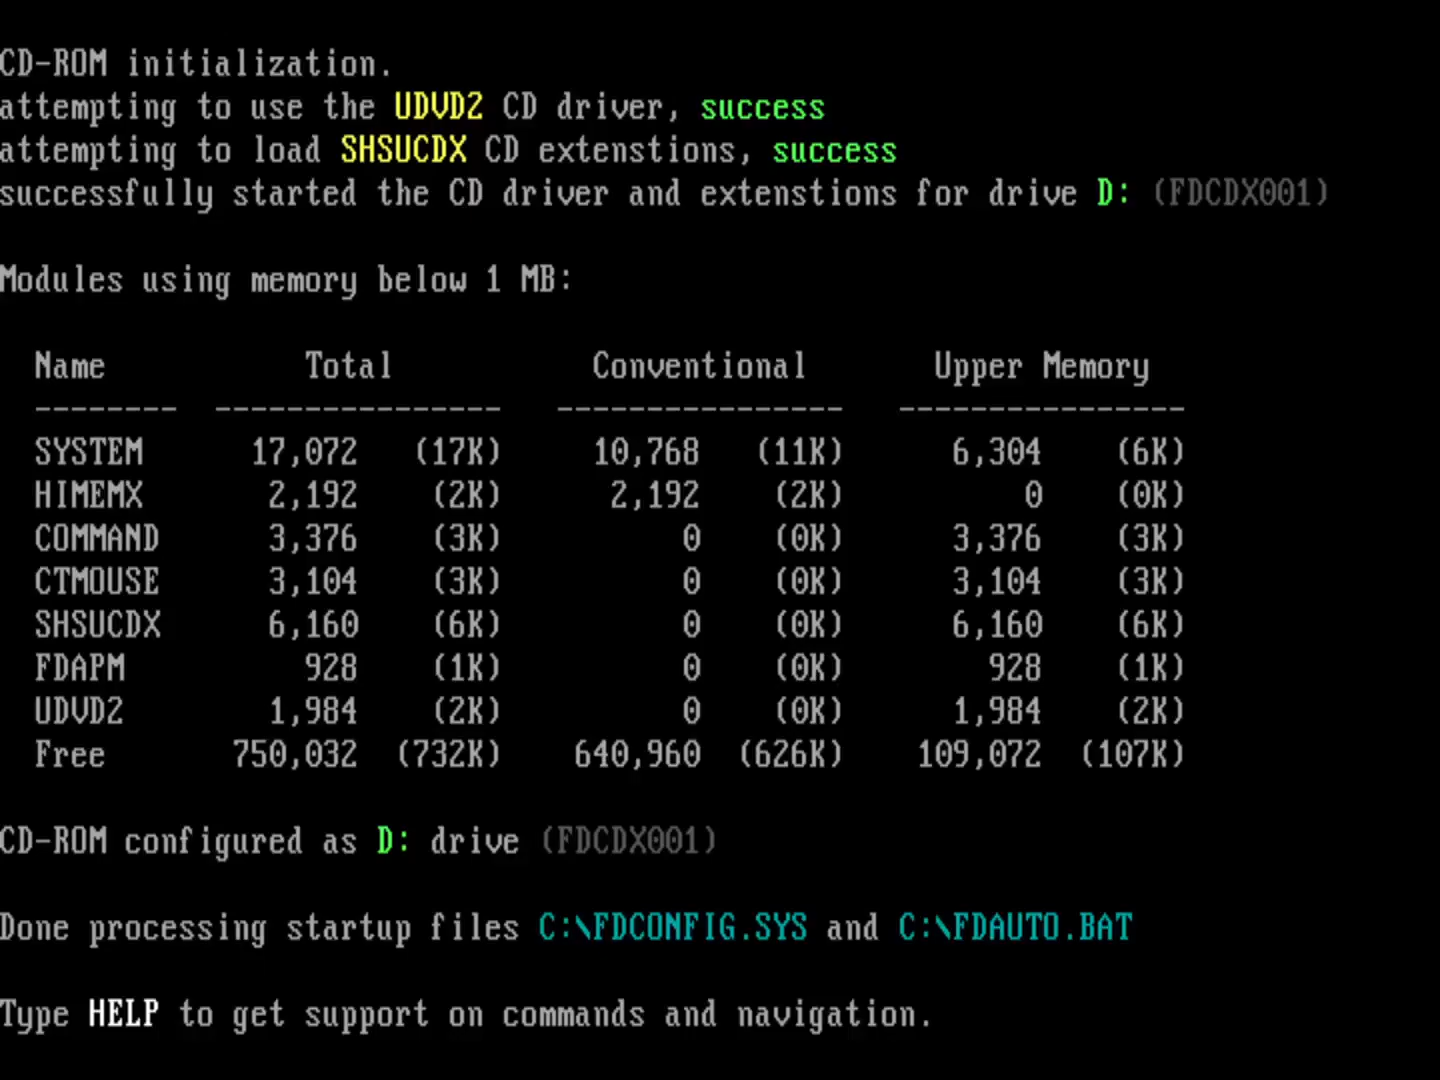 CD-ROM initialization.
attempting to use the UDVD2 CD driver, success
attempting to load SHSUCDX CD extenstions, success
successfully started the CD driver and extenstions for drive D: (FDCDX001)
Modules using memory below 1 MB:
Name Total Conventional Upper Memory
-------- ---------------- ---------------- ----------------
SYSTEM 17,072 (17K) 10,768 (11K) 6,304 (6K)
HIMEMX 2,192 (2K) 2,192 (2K) 0 (0K)
COMMAND 3,376 (3K) 0 (0K) 3,376 (3K)
CTMOUSE 3,104 (3K) 0 (0K) 3,104 (3K)
SHSUCDX 6,160 (6K) 0 (0K) 6,160 (6K)
FDAPM 928 (1K) 0 (0K) 928 (1K)
UDVD2 1,984 (2K) 0 (0K) 1,984 (2K)
Free 750,032 (732K) 640,960 (626K) 109,072 (107K)
CD-ROM configured as D: drive (FDCDX001)
Done processing startup files C:\FDCONFIG.SYS and C:\FDAUTO.BAT
Type HELP to get support on commands and navigation.